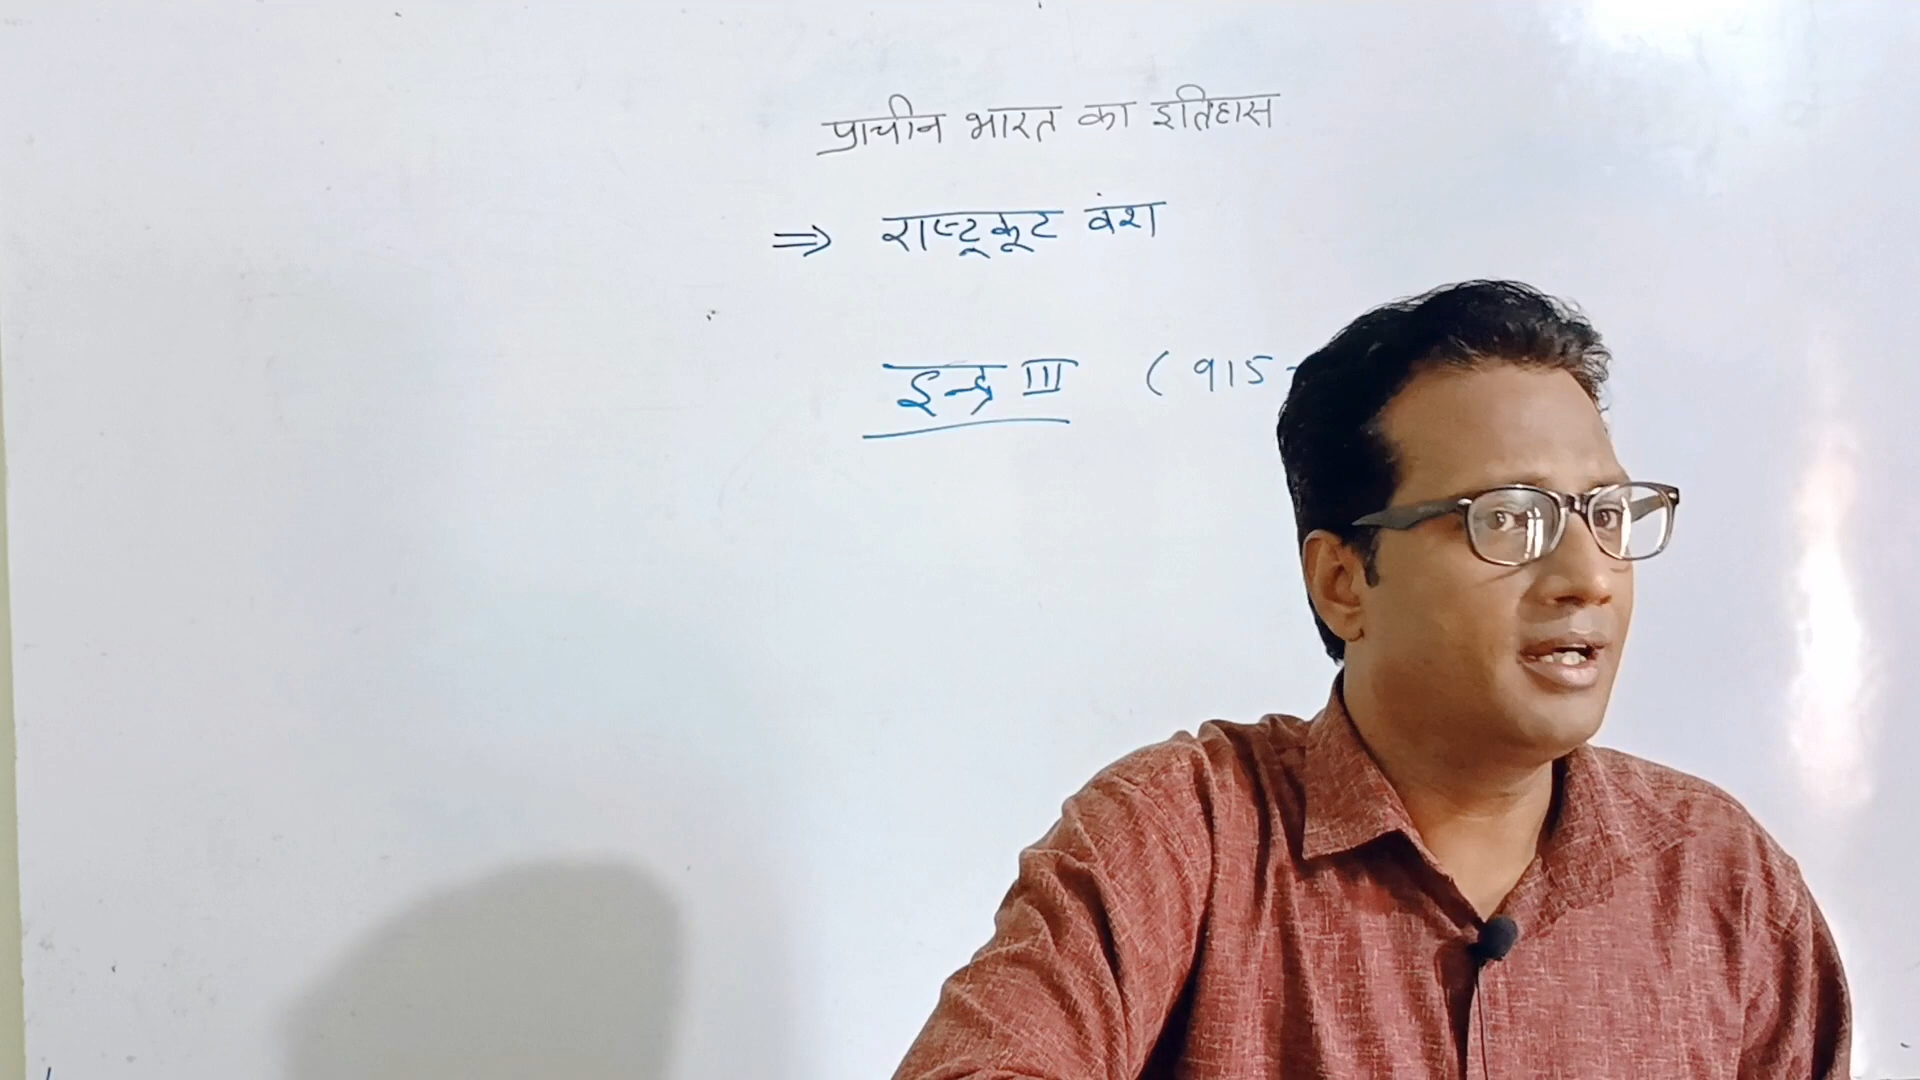 प्राचीन भारत का इतिहास
⇒ राष्ट्रकूट वंश
इन्द्र III (915-